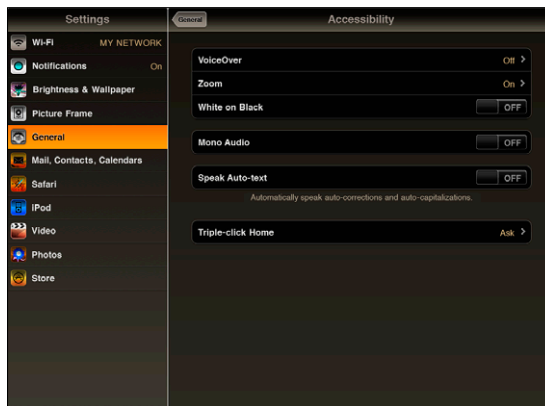 Settings
Wi-Fi MY NETWORK
Notifications On
Brightness & Wallpaper
Picture Frame
General
Mail, Contacts, Calendars
Safari
iPod
Video
Photos
Store
General
Accessibility
VoiceOver Off
Zoom On
White on Black OFF
Mono Audio OFF
Speak Auto-text OFF
Automatically speak auto-corrections and auto-capitalizations.
Triple-click Home Ask